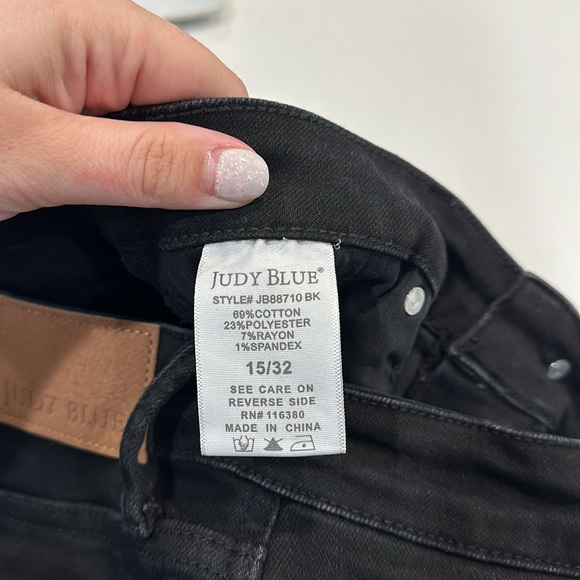 JUDY BLUE®
STYLE# JB88710 BK
69%COTTON
23%POLYESTER
7%RAYON
1%SPANDEX
15/32
SEE CARE ON
REVERSE SIDE
RN# 116380
MADE IN CHINA
JUDY BLUE